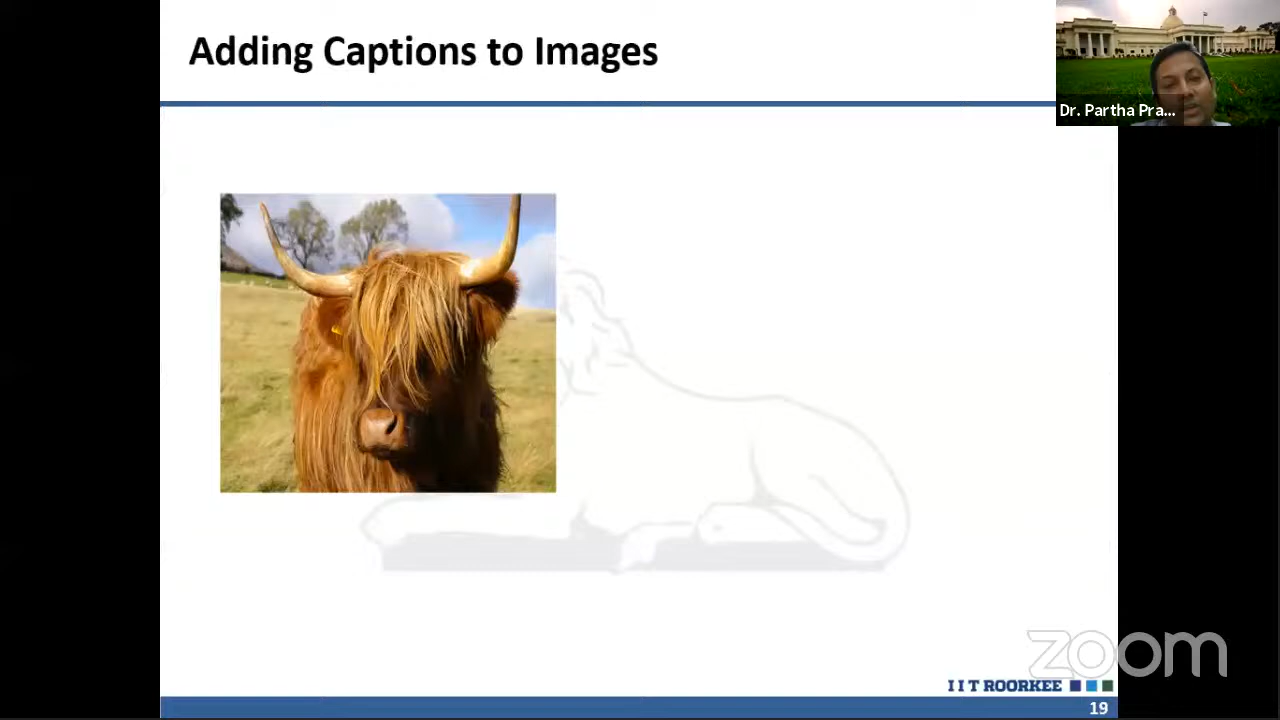 Adding Captions to Images
Dr. Partha Pra...
zoom
I I T ROORKEE
19